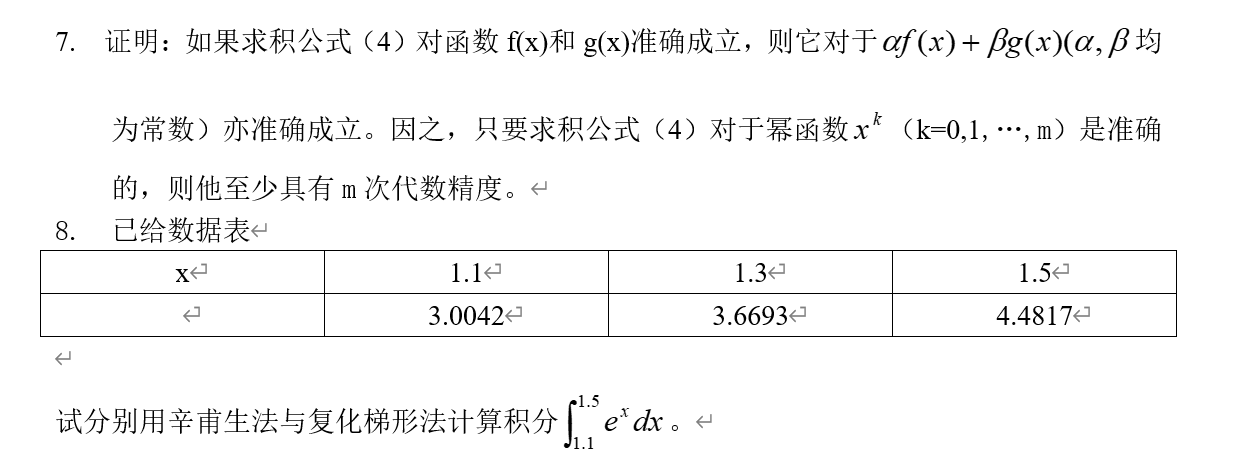 7. 证明：如果求积公式（4）对函数 f(x)和 g(x)准确成立，则它对于αf(x)+βg(x)(α,β均
为常数）亦准确成立。因之，只要求积公式（4）对于幂函数x^k（k=0,1,⋯,m）是准确
的，则他至少具有 m 次代数精度。↵
8. 已给数据表↵
x↵ 1.1↵ 1.3↵ 1.5↵
↵ 3.0042↵ 3.6693↵ 4.4817↵
↵
试分别用辛甫生法与复化梯形法计算积分∫_{1.1}^{1.5} e^x dx。↵